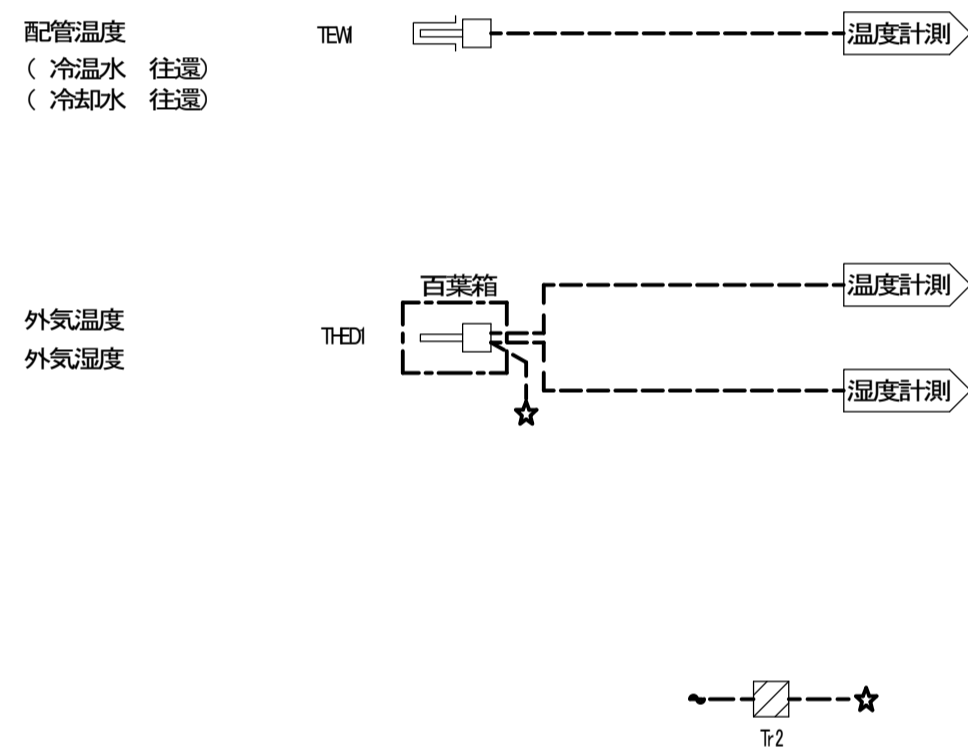 配管温度 TEW1 温度計測
( 冷温水 往還)
( 冷却水 往還)
百葉箱 温度計測
外気温度 THED1
外気湿度
湿度計測
Tr2